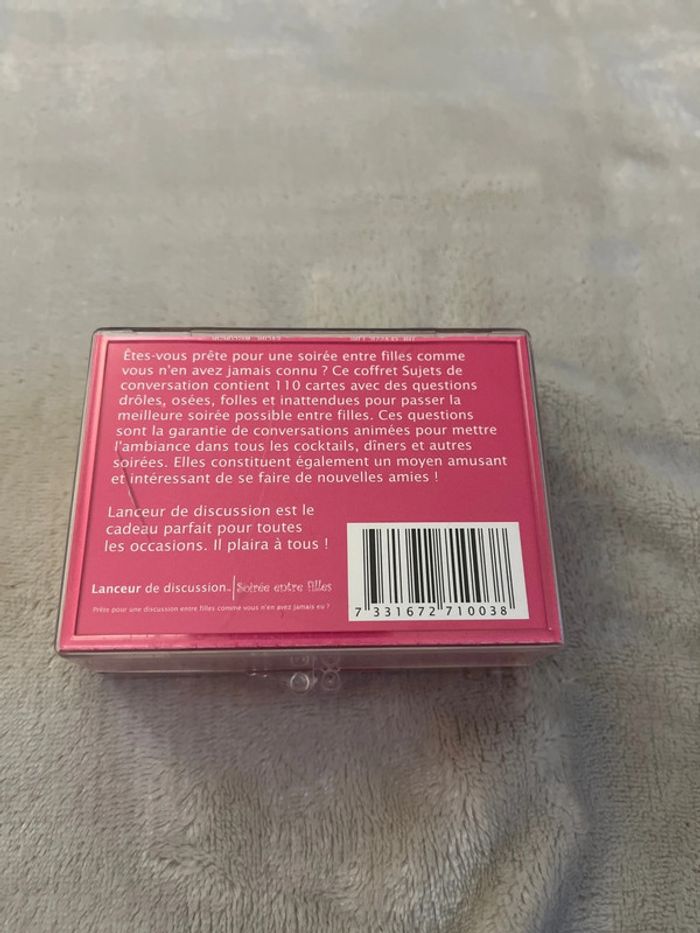 Êtes-vous prête pour une soirée entre filles comme
vous n'en avez jamais connu ? Ce coffret Sujets de
conversation contient 110 cartes avec des questions
drôles, osées, folles et inattendues pour passer la
meilleure soirée possible entre filles. Ces questions
sont la garantie de conversations animées pour mettre
l'ambiance dans tous les cocktails, dîners et autres
soirées. Elles constituent également un moyen amusant
et intéressant de se faire de nouvelles amies !
Lanceur de discussion est le
cadeau parfait pour toutes
les occasions. Il plaira à tous !
Lanceur de discussion™ Soirée entre filles
Prête pour une discussion entre filles comme vous n'en avez jamais eu ?
7 331672 710038